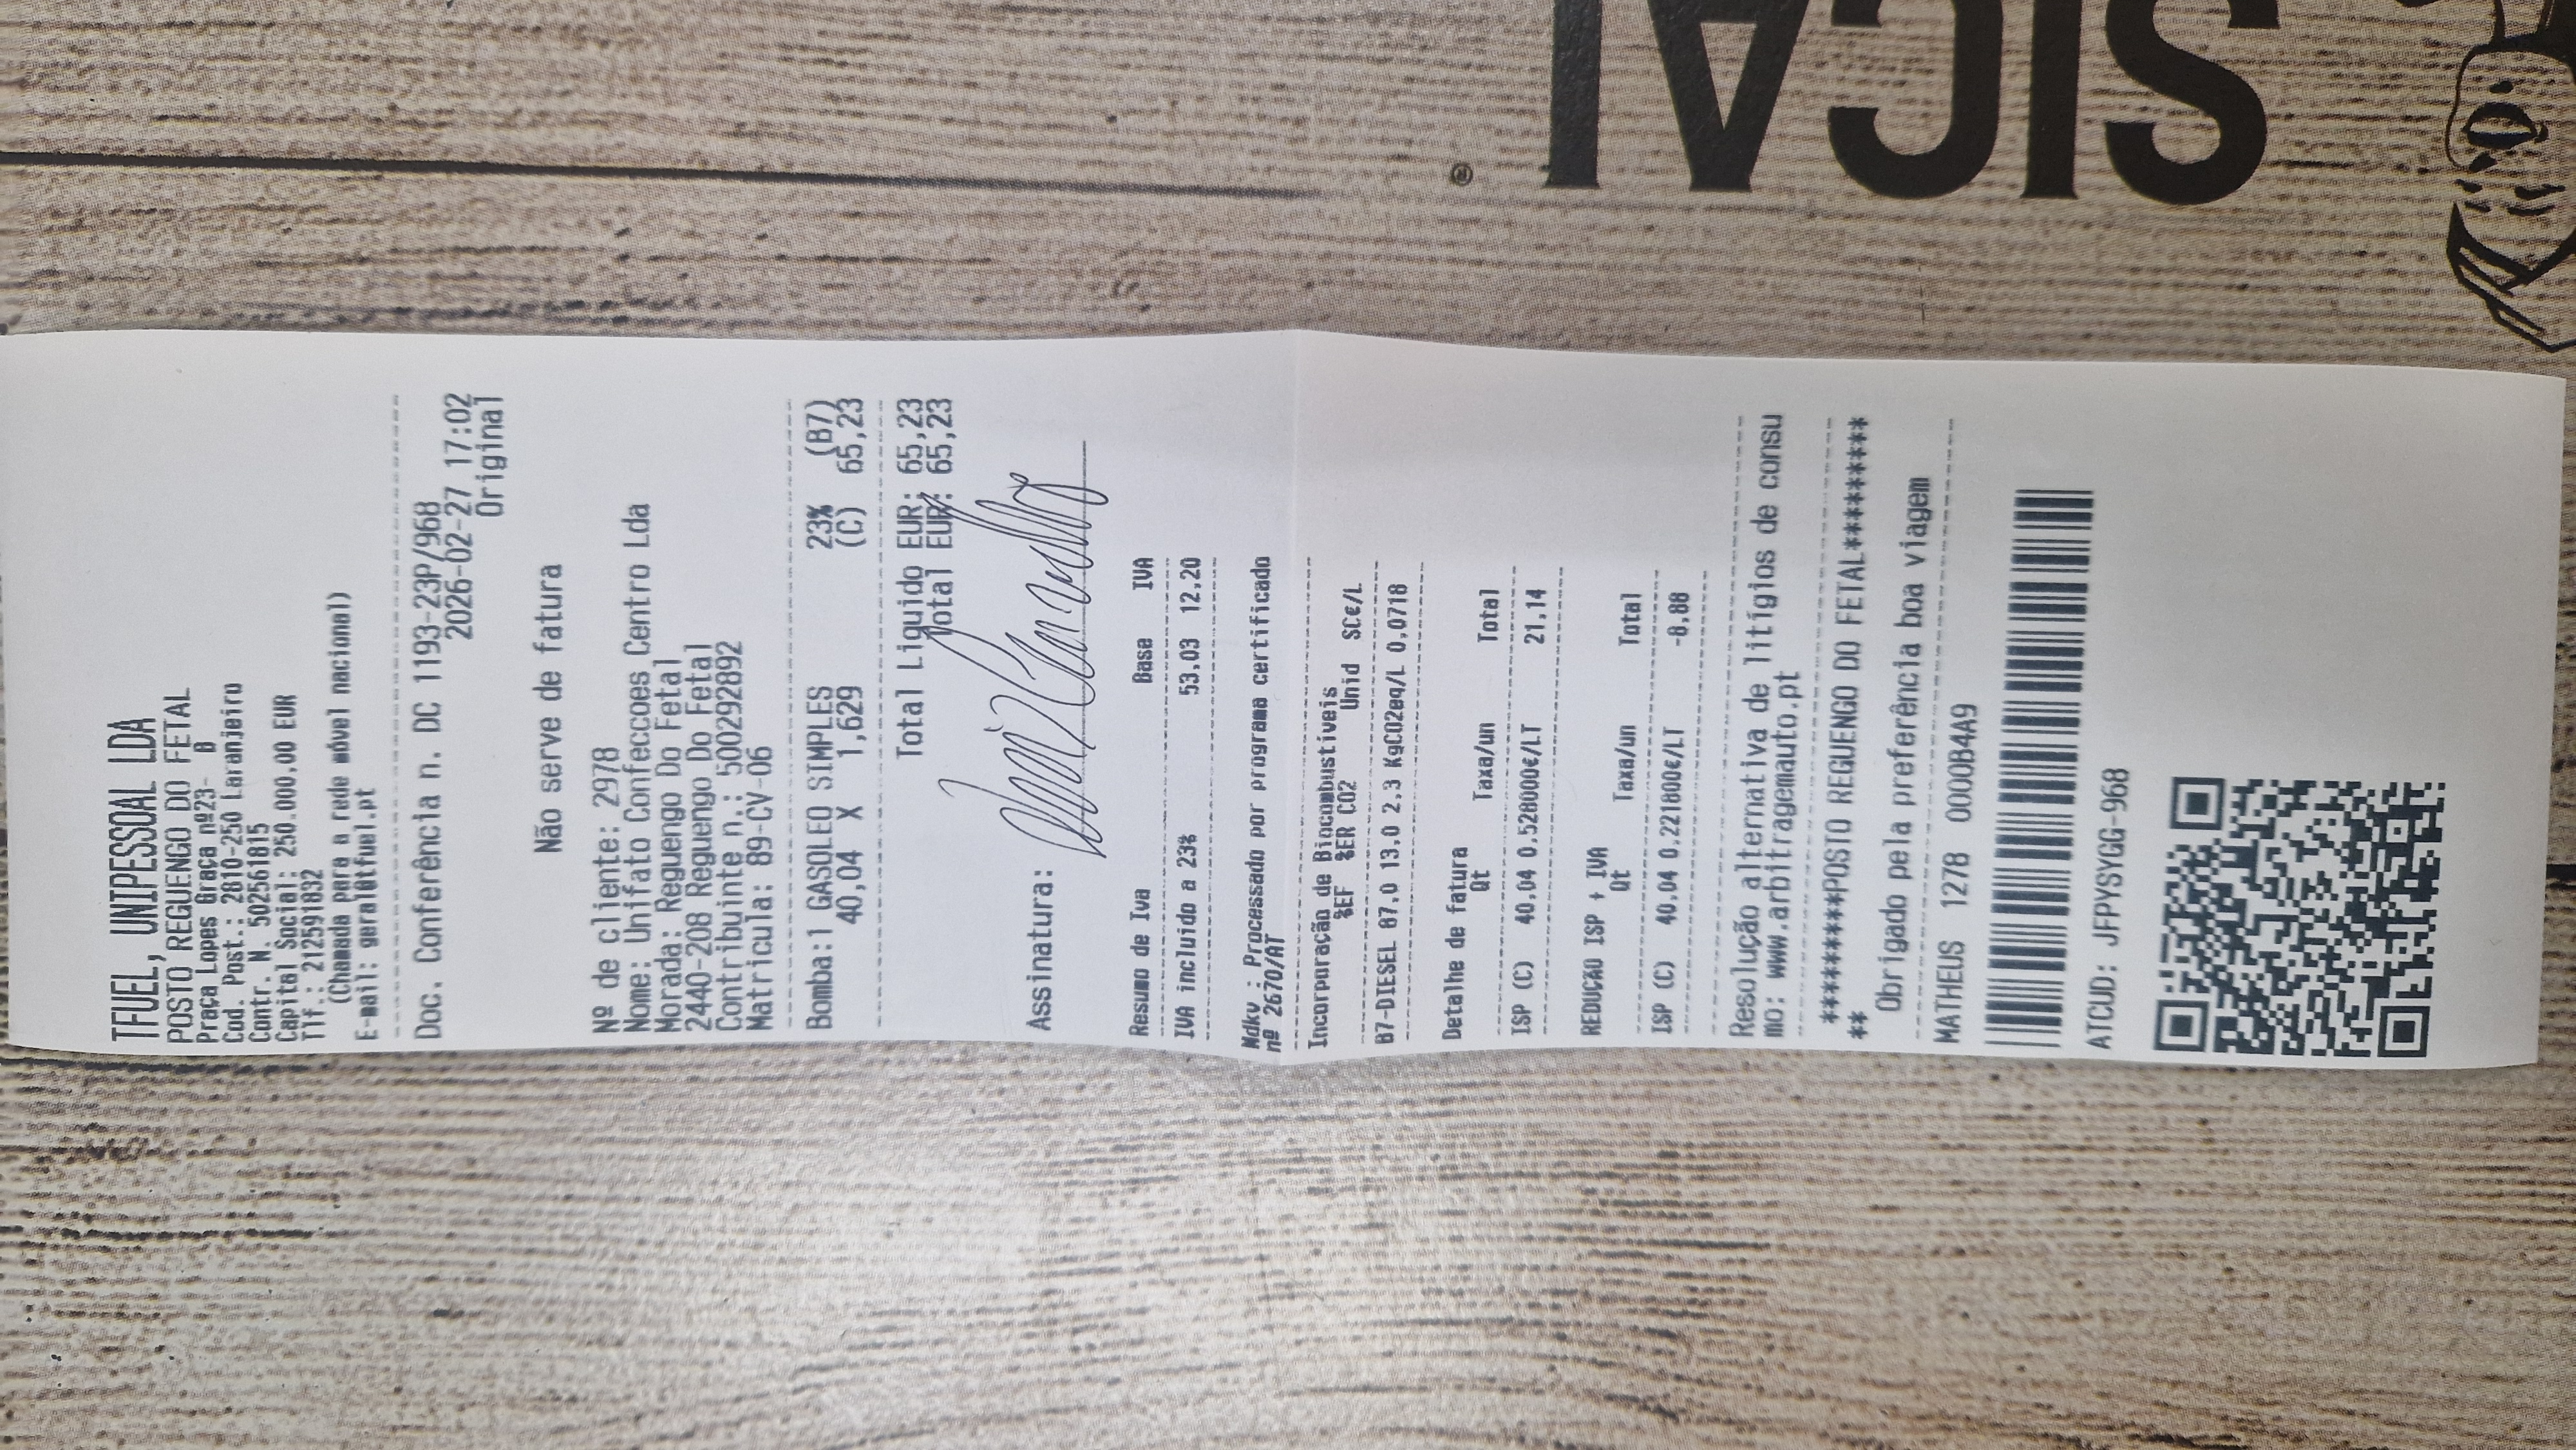 TFUEL, UNIPESSOAL LDA
POSTO REGUENGO DO FETAL
Praça Lopes Graça nº23- B
Cod. Post.: 2810-250 Laranjeiro
Contr. N. 502561815
Capital Social: 250.000,00 EUR
Tlf.: 212591832
(Chamada para a rede móvel nacional)
E-mail: geral@tfuel.pt
Doc. Conferência n. DC 1193-23P/968
2026-02-27 17:02
Original
Não serve de fatura
Nº de cliente: 2978
Nome: Unifato Confeccoes Centro Lda
Morada: Reguengo Do Fetal
2440-208 Reguengo Do Fetal
Contribuinte n.: 500292892
Matricula: 89-CV-06
Bomba:1 GASOLEO SIMPLES 23% (B7)
40,04 X 1,629 (C) 65,23
Total Liquido EUR: 65,23
Total EUR: 65,23
Assinatura:
Resumo de Iva Base IVA
IVA incluido a 23% 53.03 12.20
Mdkv : Processado por programa certificado
nº 2670/AT
Incorporação de Biocombustiveis
%EF %ER CO2 Unid SC€/L
B7-DIESEL B7.0 13.0 2.3 KgCO2eq/L 0.0718
Detalhe de fatura
Qt Taxa/un Total
ISP (C) 40,04 0.528000€/LT 21,14
REDUÇÃO ISP + IVA
Qt Taxa/un Total
ISP (C) 40,04 0.221800€/LT -8,88
Resolução alternativa de litígios de consu
mo: www.arbitragemauto.pt
*********POSTO REGUENGO DO FETAL*********
**
Obrigado pela preferência boa viagem
MATHEUS 1278 0000B4A9
ATCUD: JFPYSYGG-968
SICAL
®